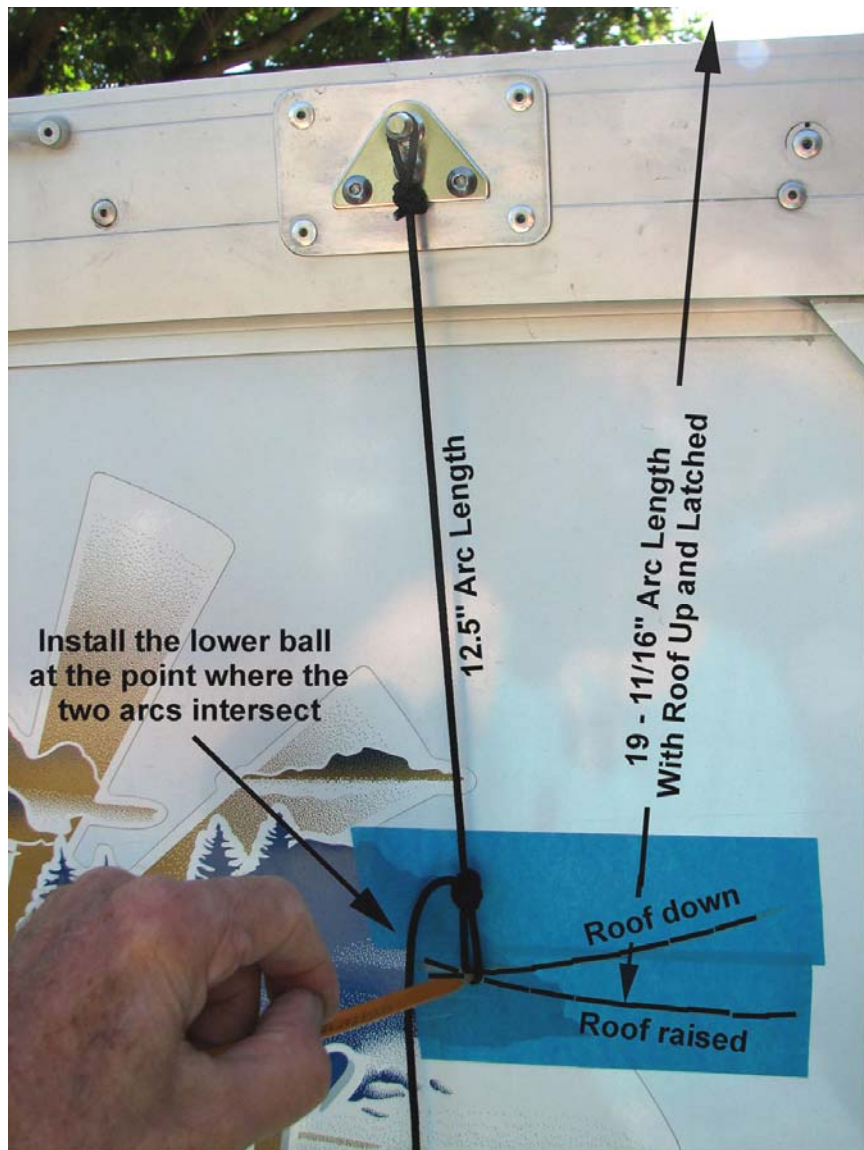 12.5" Arc Length
19 - 11/16" Arc Length
With Roof Up and Latched
Install the lower ball
at the point where the
two arcs intersect
Roof down
Roof raised